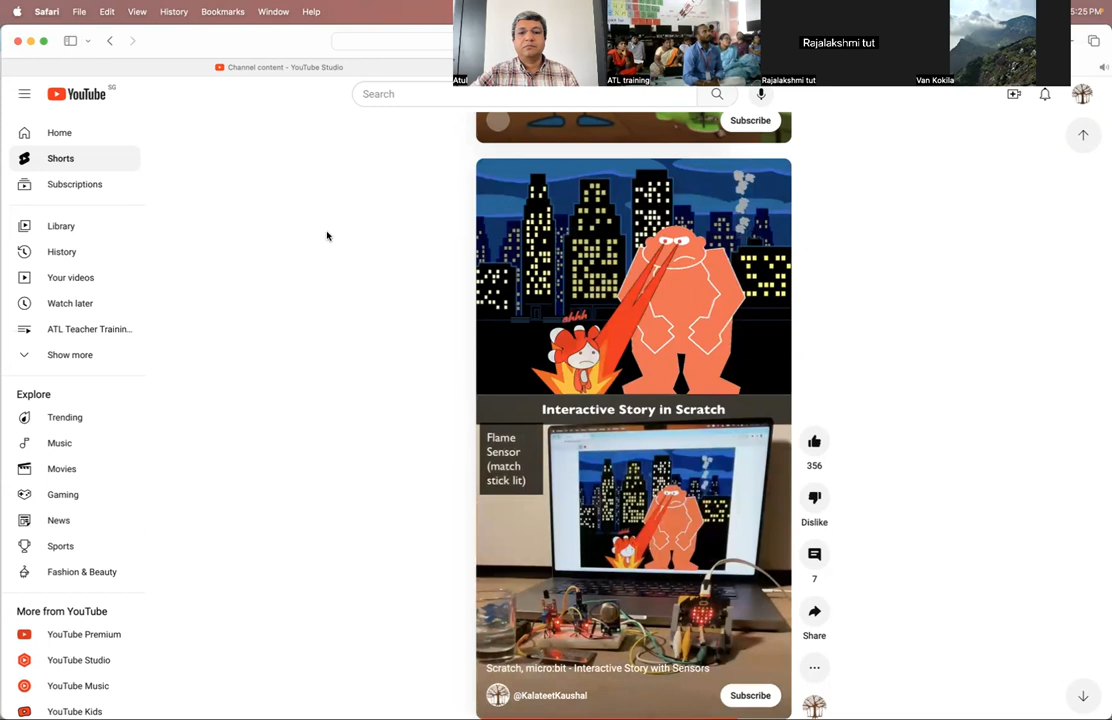 Safari File Edit View History Bookmarks Window Help
5:25 PM
Channel content - YouTube Studio
Atul
ATL training
Rajalakshmi tut
Rajalakshmi tut
Van Kokila
YouTube SG
Search
Home
Shorts
Subscriptions
Library
History
Your videos
Watch later
ATL Teacher Trainin...
Show more
Explore
Trending
Music
Movies
Gaming
News
Sports
Fashion & Beauty
More from YouTube
YouTube Premium
YouTube Studio
YouTube Music
YouTube Kids
Subscribe
ahhh
Interactive Story in Scratch
Flame
Sensor
(match
stick lit)
Scratch, micro:bit - Interactive Story with Sensors
@KalateetKaushal
Subscribe
356
Dislike
7
Share